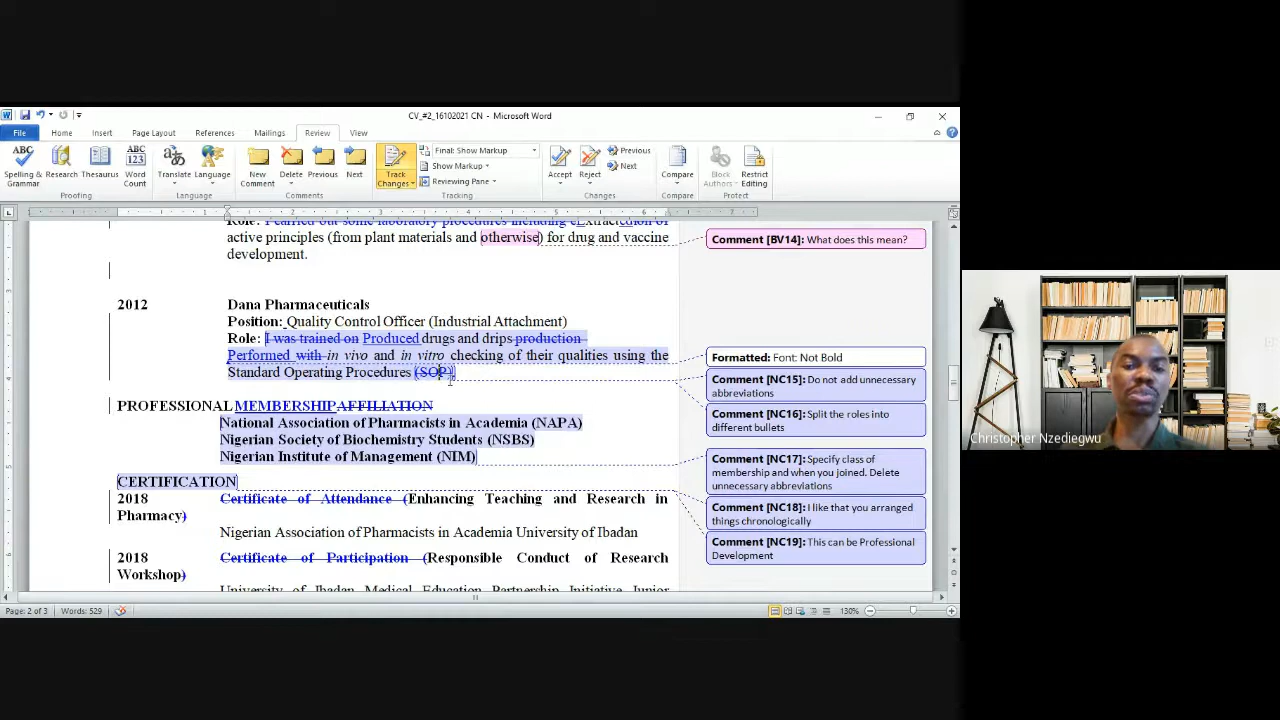 CV_#2_16102021 CN - Microsoft Word
File Home Insert Page Layout References Mailings Review View
Spelling & Grammar Research Thesaurus Word Count
Proofing
Translate Language
Language
New Comment Delete Previous Next
Comments
Track Changes
Final: Show Markup
Show Markup
Reviewing Pane
Tracking
Accept Reject Previous Next
Changes
Compare
Compare
Block Authors Restrict Editing
Protect
active principles (from plant materials and otherwise) for drug and vaccine
development.
2012 Dana Pharmaceuticals
Position: Quality Control Officer (Industrial Attachment)
Role: I was trained on Produced drugs and drips production
Performed with in vivo and in vitro checking of their qualities using the
Standard Operating Procedures (SOP).
PROFESSIONAL MEMBERSHIP AFFILIATION
National Association of Pharmacists in Academia (NAPA)
Nigerian Society of Biochemistry Students (NSBS)
Nigerian Institute of Management (NIM)
CERTIFICATION
2018 Certificate of Attendance (Enhancing Teaching and Research in
Pharmacy)
Nigerian Association of Pharmacists in Academia University of Ibadan
2018 Certificate of Participation (Responsible Conduct of Research
Workshop)
University of Ibadan Medical Education Partnership Initiative Junior
Comment [BV14]: What does this mean?
Formatted: Font: Not Bold
Comment [NC15]: Do not add unnecessary
abbreviations
Comment [NC16]: Split the roles into
different bullets
Comment [NC17]: Specify class of
membership and when you joined. Delete
unnecessary abbreviations
Comment [NC18]: I like that you arranged
things chronologically
Comment [NC19]: This can be Professional
Development
Page: 2 of 3 Words: 529 130%
Christopher Nzediegwu